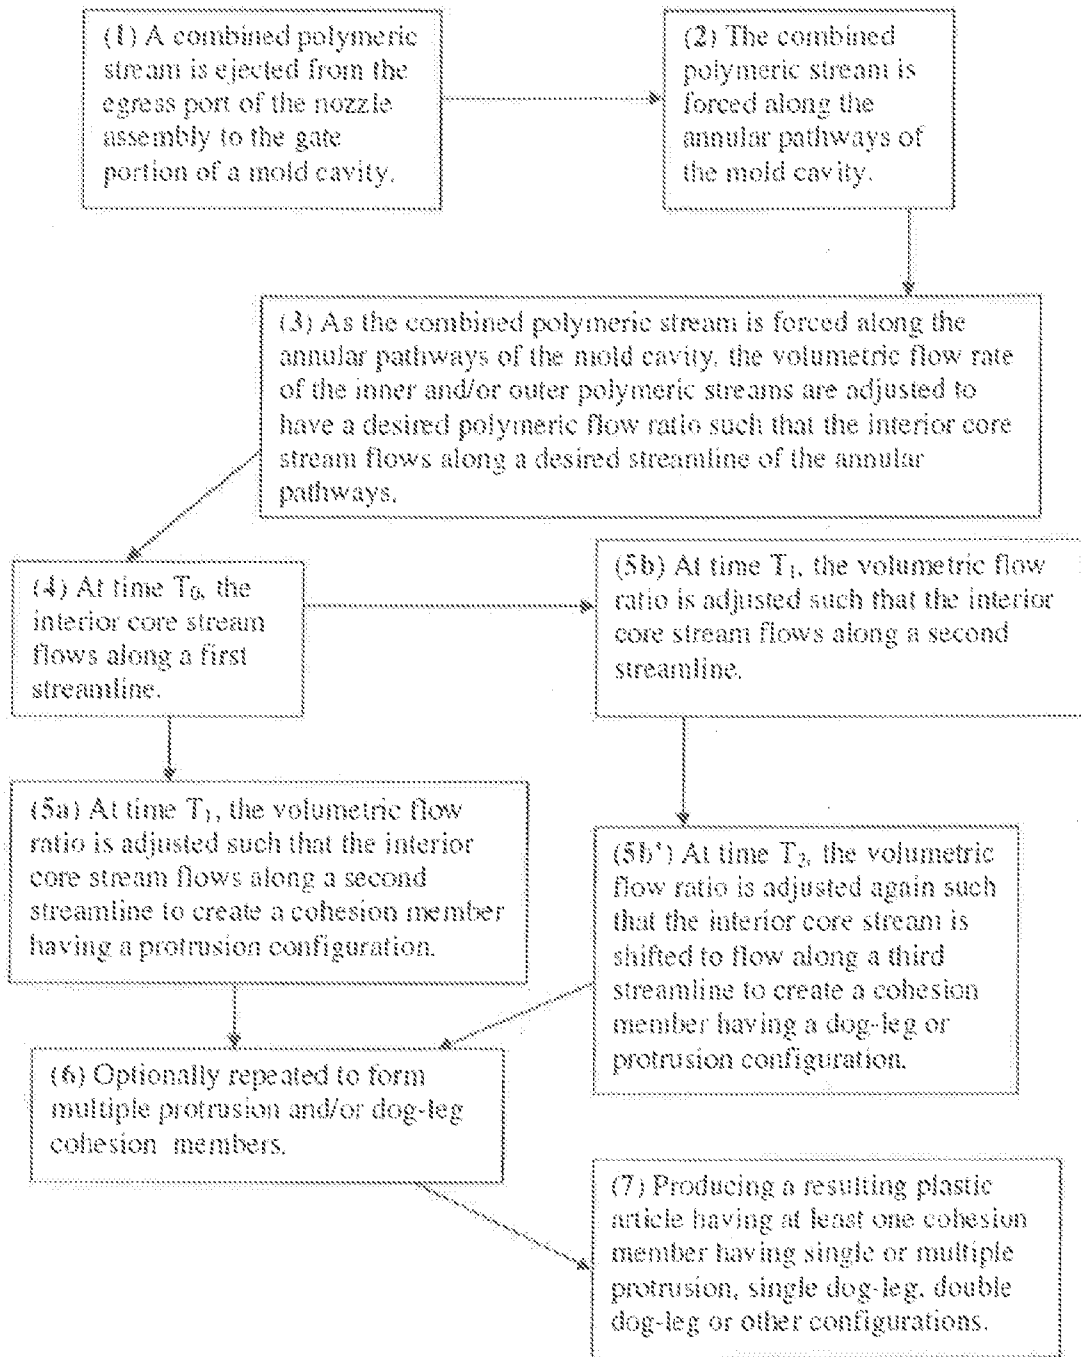 (1) A combined polymeric
stream is ejected from the
egress port of the nozzle
assembly to the gate
portion of a mold cavity.
(2) The combined
polymeric stream is
forced along the
annular pathways of
the mold cavity.
(3) As the combined polymeric stream is forced along the
annular pathways of the mold cavity, the volumetric flow rate
of the inner and/or outer polymeric streams are adjusted to
have a desired polymeric flow ratio such that the interior core
stream flows along a desired streamline of the annular
pathways.
(4) At time T₀, the
interior core stream
flows along a first
streamline.
(5b) At time T₁, the volumetric flow
ratio is adjusted such that the interior
core stream flows along a second
streamline.
(5a) At time T₁, the volumetric flow
ratio is adjusted such that the interior
core stream flows along a second
streamline to create a cohesion member
having a protrusion configuration.
(5b') At time T₂, the volumetric
flow ratio is adjusted again such
that the interior core stream is
shifted to flow along a third
streamline to create a cohesion
member having a dog-leg or
protrusion configuration.
(6) Optionally repeated to form
multiple protrusion and/or dog-leg
cohesion members.
(7) Producing a resulting plastic
article having at least one cohesion
member having single or multiple
protrusion, single dog-leg, double
dog-leg or other configurations.